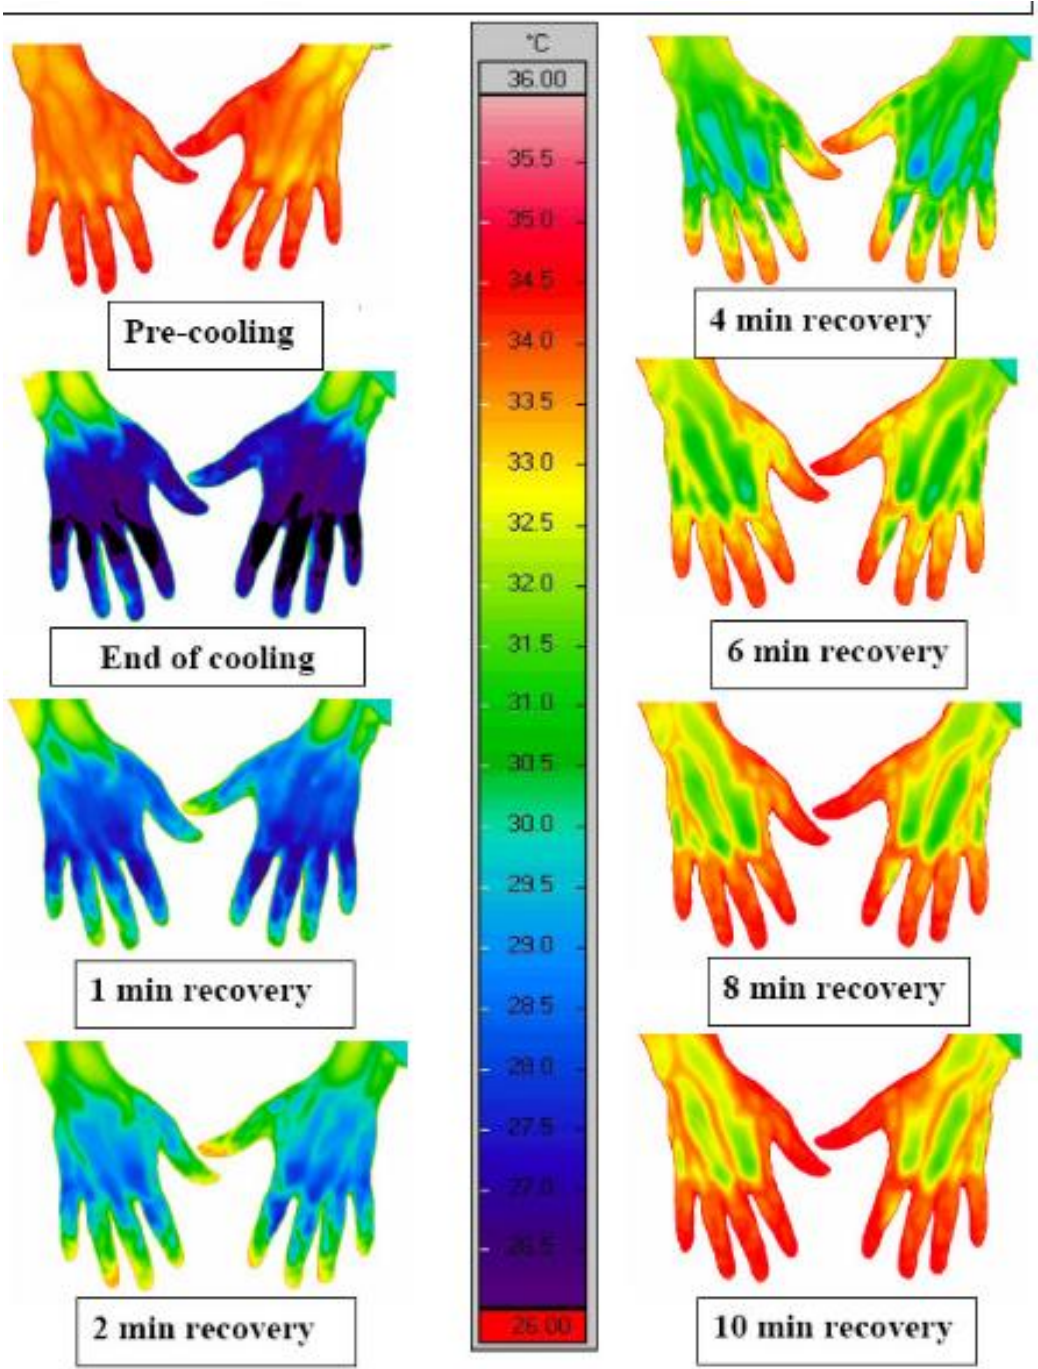 Pre-cooling
End of cooling
1 min recovery
2 min recovery
°C
36.00
35.5
35.0
34.5
34.0
33.5
33.0
32.5
32.0
31.5
31.0
30.5
30.0
29.5
29.0
28.5
28.0
27.5
27.0
26.5
26.00
4 min recovery
6 min recovery
8 min recovery
10 min recovery